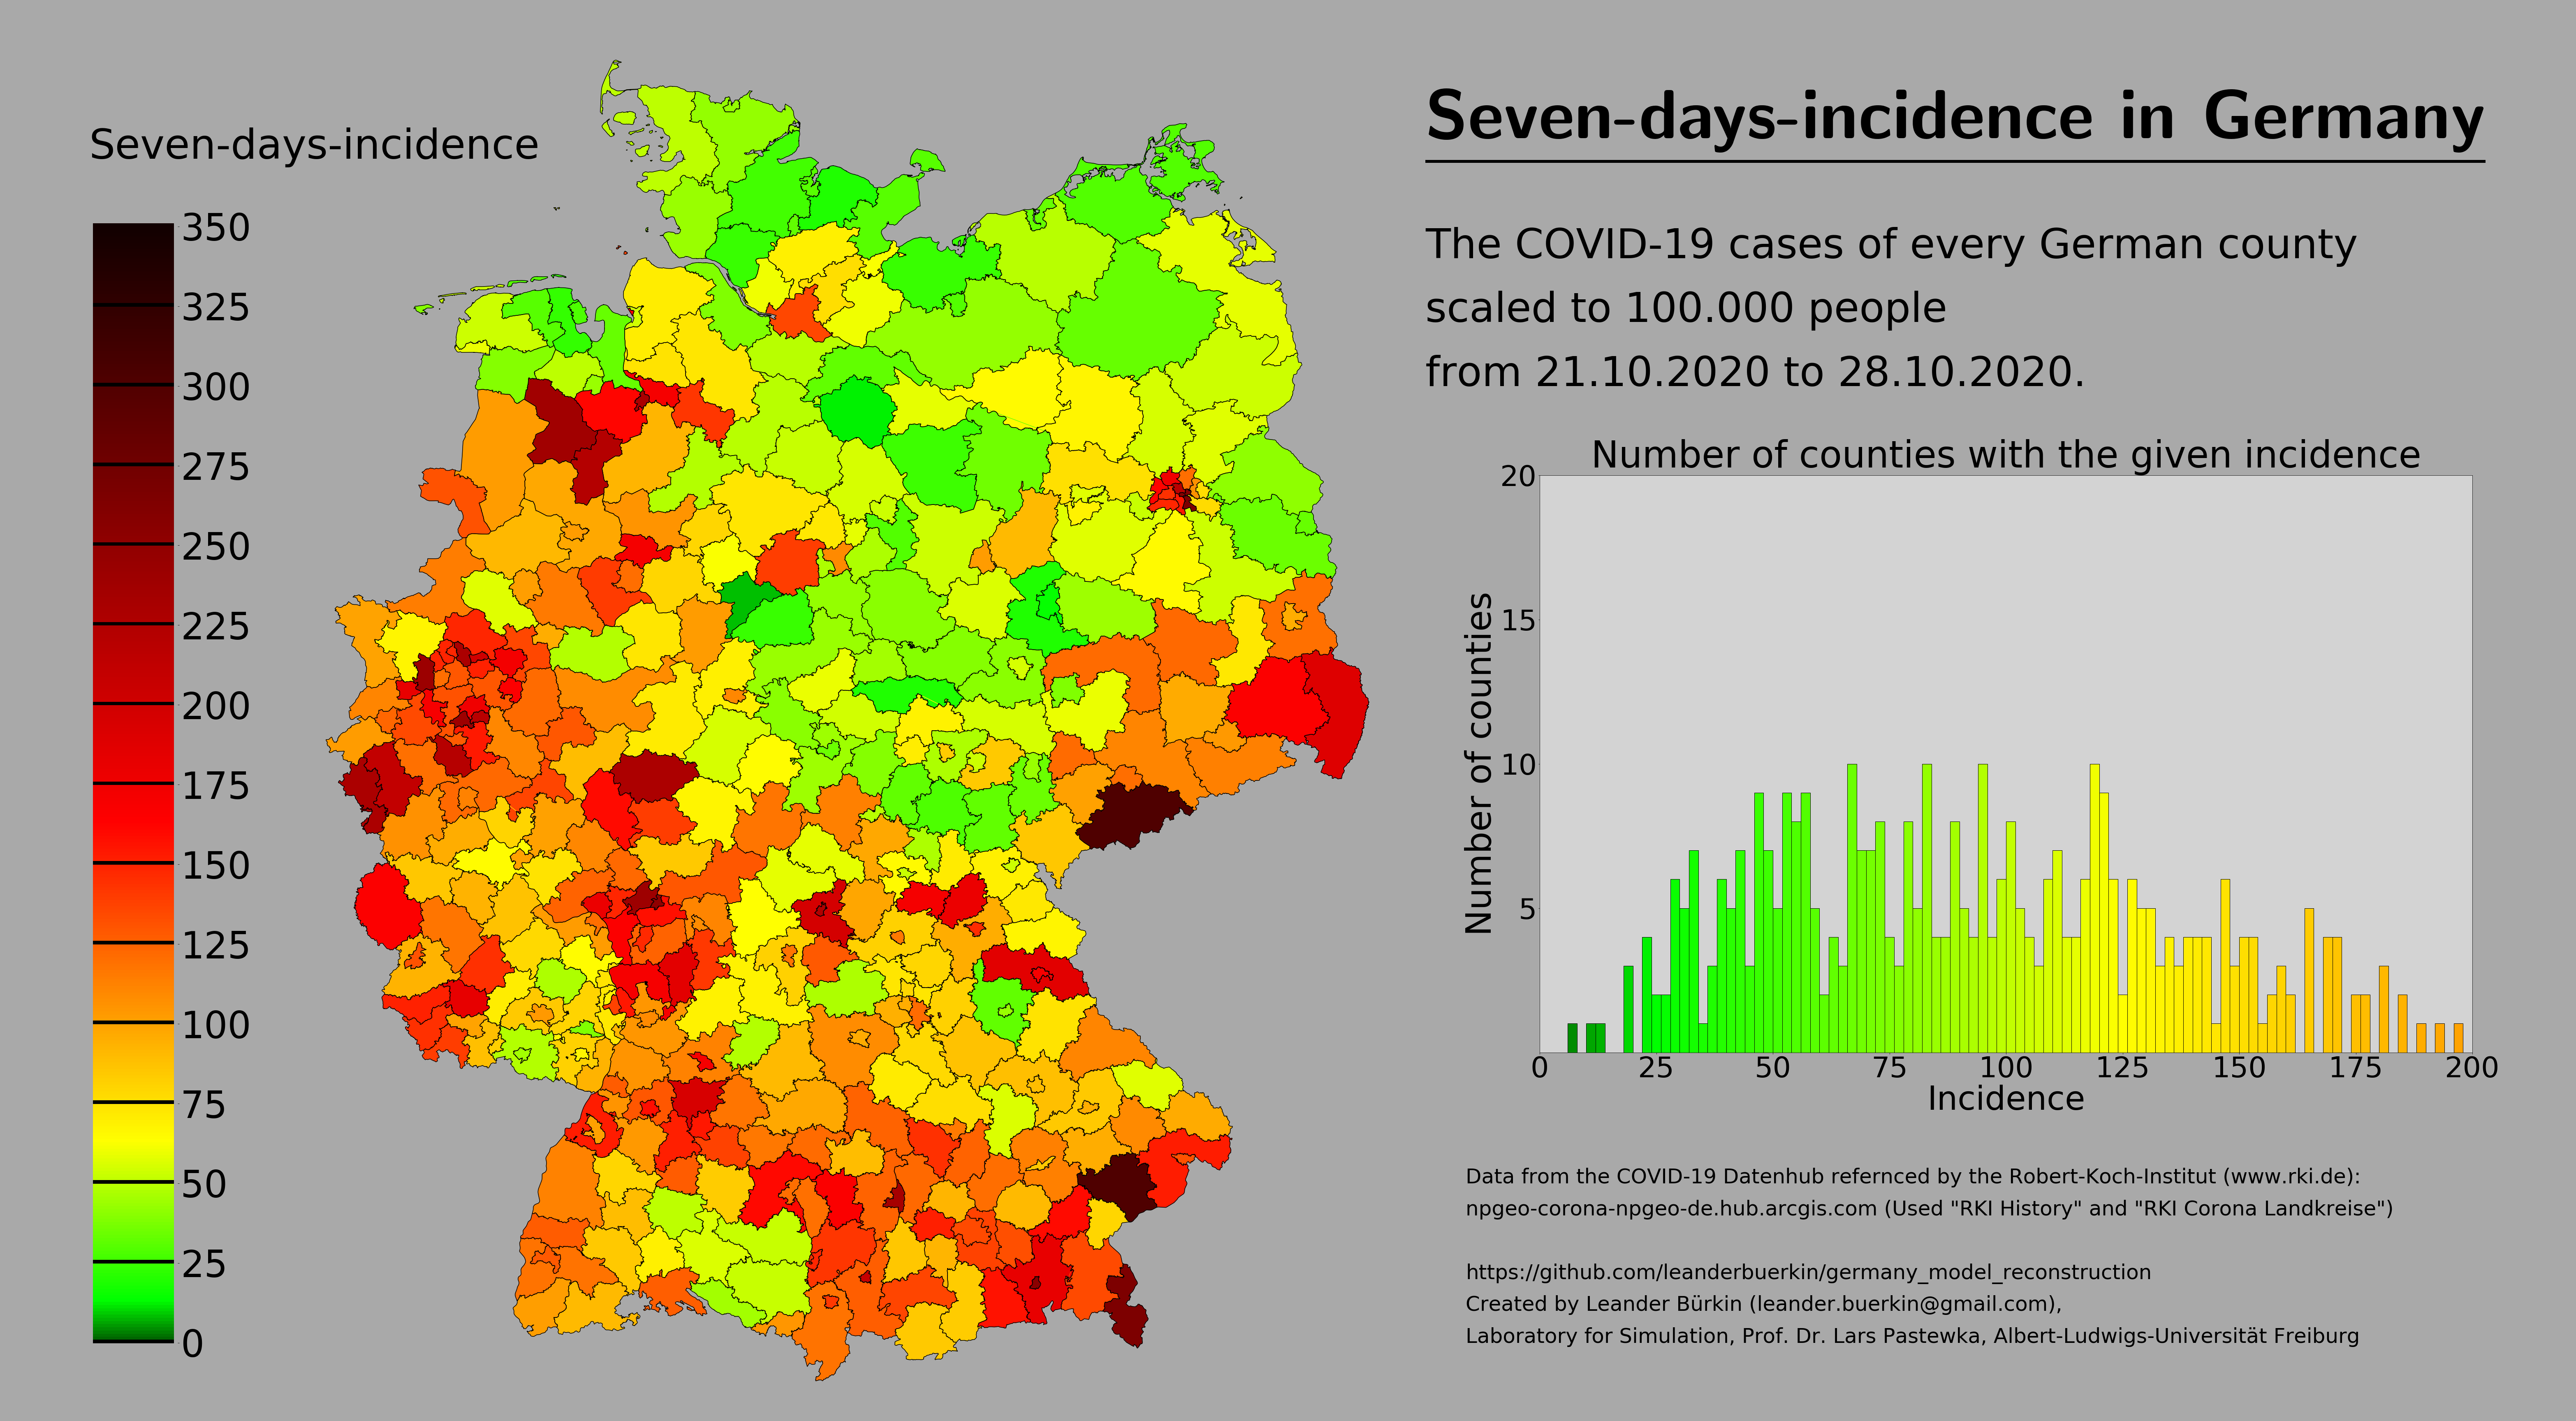 Seven-days-incidence
350
325
300
275
250
225
200
175
150
125
100
75
50
25
0
Seven-days-incidence in Germany
The COVID-19 cases of every German county
scaled to 100.000 people
from 21.10.2020 to 28.10.2020.
Number of counties with the given incidence
20
15
10
5
Number of counties
0 25 50 75 100 125 150 175 200
Incidence
Data from the COVID-19 Datenhub refernced by the Robert-Koch-Institut (www.rki.de):
npgeo-corona-npgeo-de.hub.arcgis.com (Used "RKI History" and "RKI Corona Landkreise")
https://github.com/leanderbuerkin/germany_model_reconstruction
Created by Leander Bürkin (leander.buerkin@gmail.com),
Laboratory for Simulation, Prof. Dr. Lars Pastewka, Albert-Ludwigs-Universität Freiburg